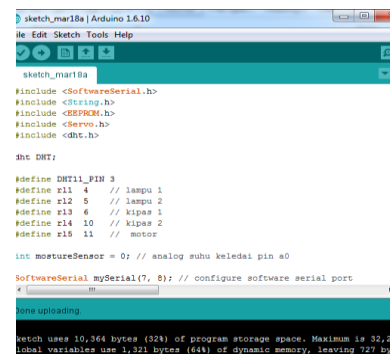 sketch_mar18a | Arduino 1.6.10
ile Edit Sketch Tools Help
sketch_mar18a
#include <SoftwareSerial.h>
#include <String.h>
#include <EEPROM.h>
#include <Servo.h>
#include <dht.h>
dht DHT;
#define DHT11_PIN 3
#define rl1 4 // lampu 1
#define rl2 5 // lampu 2
#define rl3 6 // kipas 1
#define rl4 10 // kipas 2
#define rl5 11 // motor
int mostureSensor = 0; // analog suhu keledai pin a0
SoftwareSerial mySerial(7, 8); // configure software serial port
Done uploading.
ketch uses 10,364 bytes (32%) of program storage space. Maximum is 32,2
lobal variables use 1,321 bytes (64%) of dynamic memory, leaving 727 by